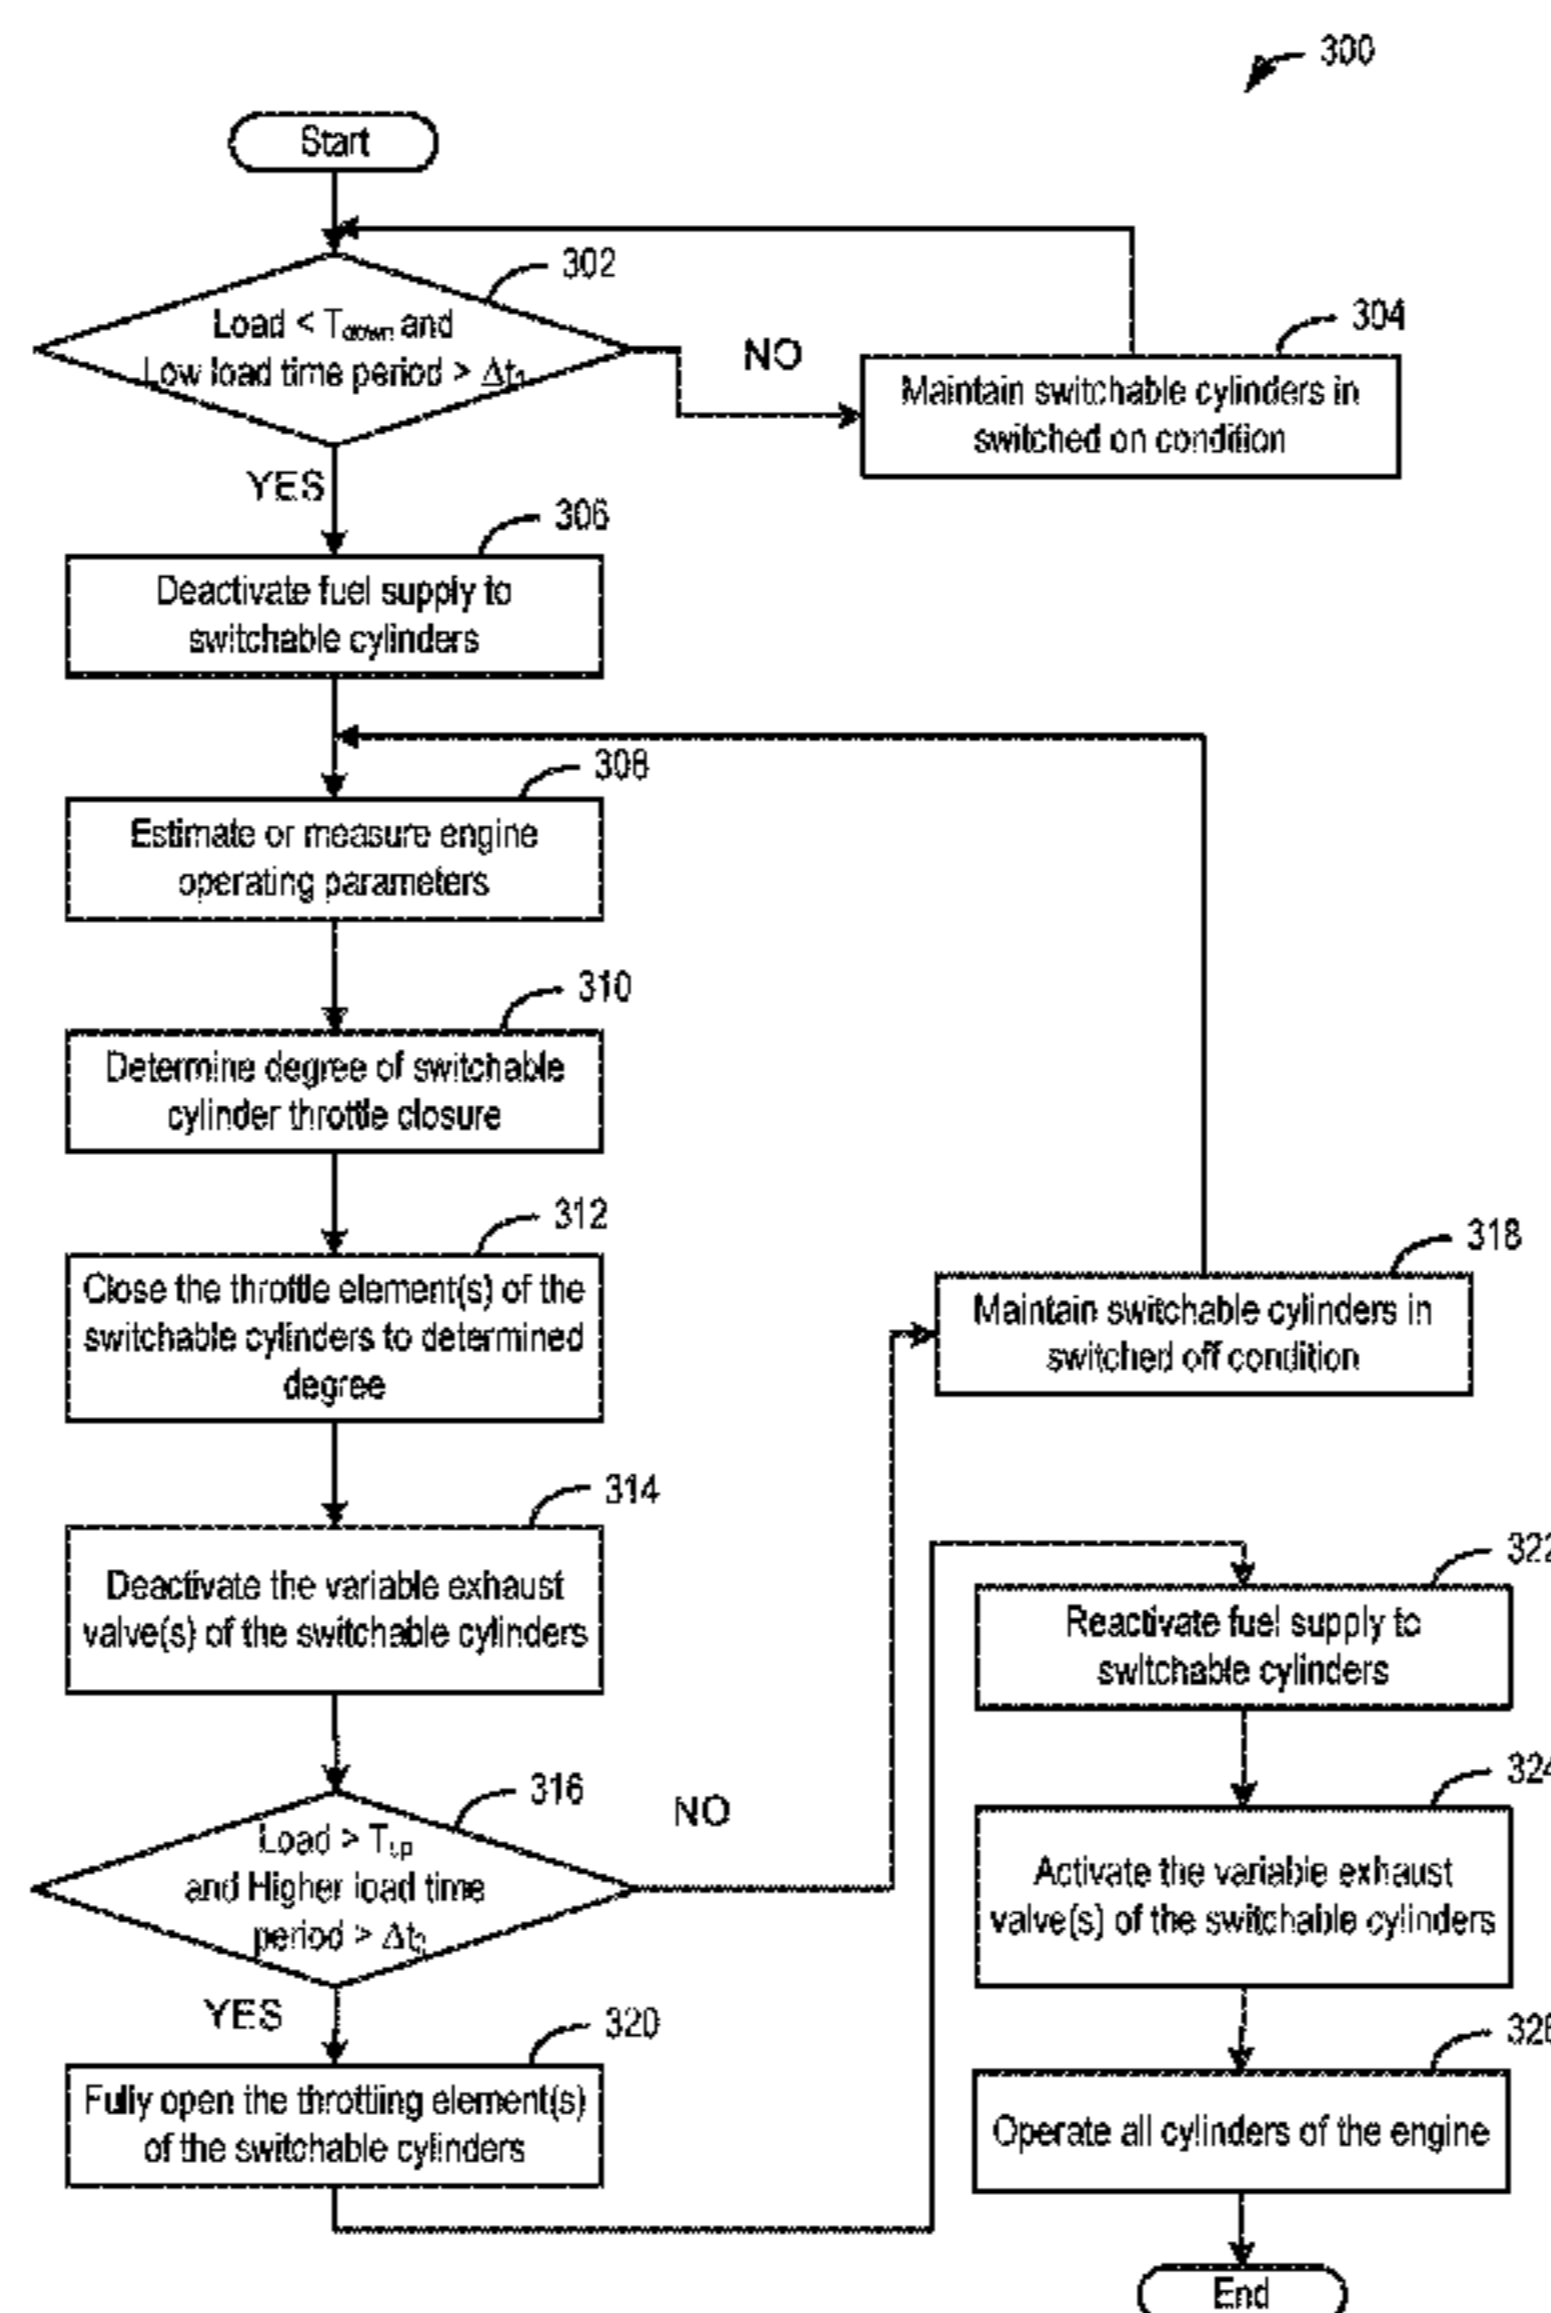 300
Start
302
Load < Tdown and
Low load time period > Δt1
NO
304
Maintain switchable cylinders in
switched on condition
YES
306
Deactivate fuel supply to
switchable cylinders
308
Estimate or measure engine
operating parameters
310
Determine degree of switchable
cylinder throttle closure
312
Close the throttle element(s) of the
switchable cylinders to determined
degree
318
Maintain switchable cylinders in
switched off condition
314
Deactivate the variable exhaust
valve(s) of the switchable cylinders
316
Load > Tup
and Higher load time
period >
NO
YES
320
Fully open the throttling element(s)
of the switchable cylinders
322
Reactivate fuel supply to
switchable cylinders
324
Activate the variable exhaust
valve(s) of the switchable cylinders
326
Operate all cylinders of the engine
End